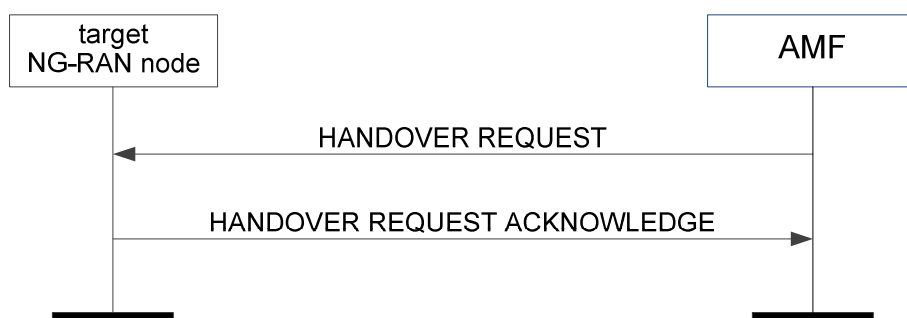 target
NG-RAN node
AMF
HANDOVER REQUEST
HANDOVER REQUEST ACKNOWLEDGE